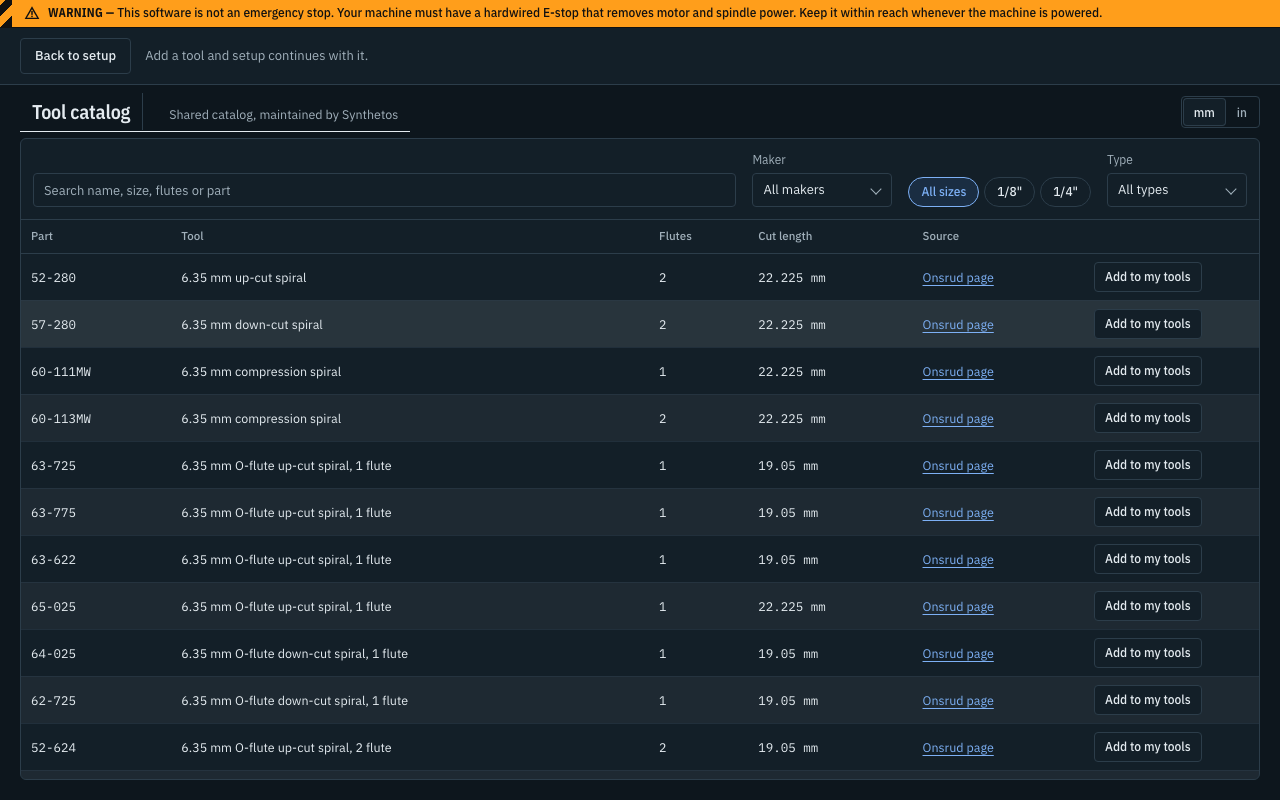 WARNING — This software is not an emergency stop. Your machine must have a hardwired E-stop that removes motor and spindle power. Keep it within reach whenever the machine is powered.
Back to setup Add a tool and setup continues with it.
Tool catalog Shared catalog, maintained by Synthetos mm in
Maker Type
Search name, size, flutes or part All makers All sizes 1/8" 1/4" All types
Part Tool Flutes Cut length Source
52-280 6.35 mm up-cut spiral 2 22.225 mm Onsrud page Add to my tools
57-280 6.35 mm down-cut spiral 2 22.225 mm Onsrud page Add to my tools
60-111MW 6.35 mm compression spiral 1 22.225 mm Onsrud page Add to my tools
60-113MW 6.35 mm compression spiral 2 22.225 mm Onsrud page Add to my tools
63-725 6.35 mm O-flute up-cut spiral, 1 flute 1 19.05 mm Onsrud page Add to my tools
63-775 6.35 mm O-flute up-cut spiral, 1 flute 1 19.05 mm Onsrud page Add to my tools
63-622 6.35 mm O-flute up-cut spiral, 1 flute 1 19.05 mm Onsrud page Add to my tools
65-025 6.35 mm O-flute up-cut spiral, 1 flute 1 22.225 mm Onsrud page Add to my tools
64-025 6.35 mm O-flute down-cut spiral, 1 flute 1 19.05 mm Onsrud page Add to my tools
62-725 6.35 mm O-flute down-cut spiral, 1 flute 1 19.05 mm Onsrud page Add to my tools
52-624 6.35 mm O-flute up-cut spiral, 2 flute 2 19.05 mm Onsrud page Add to my tools